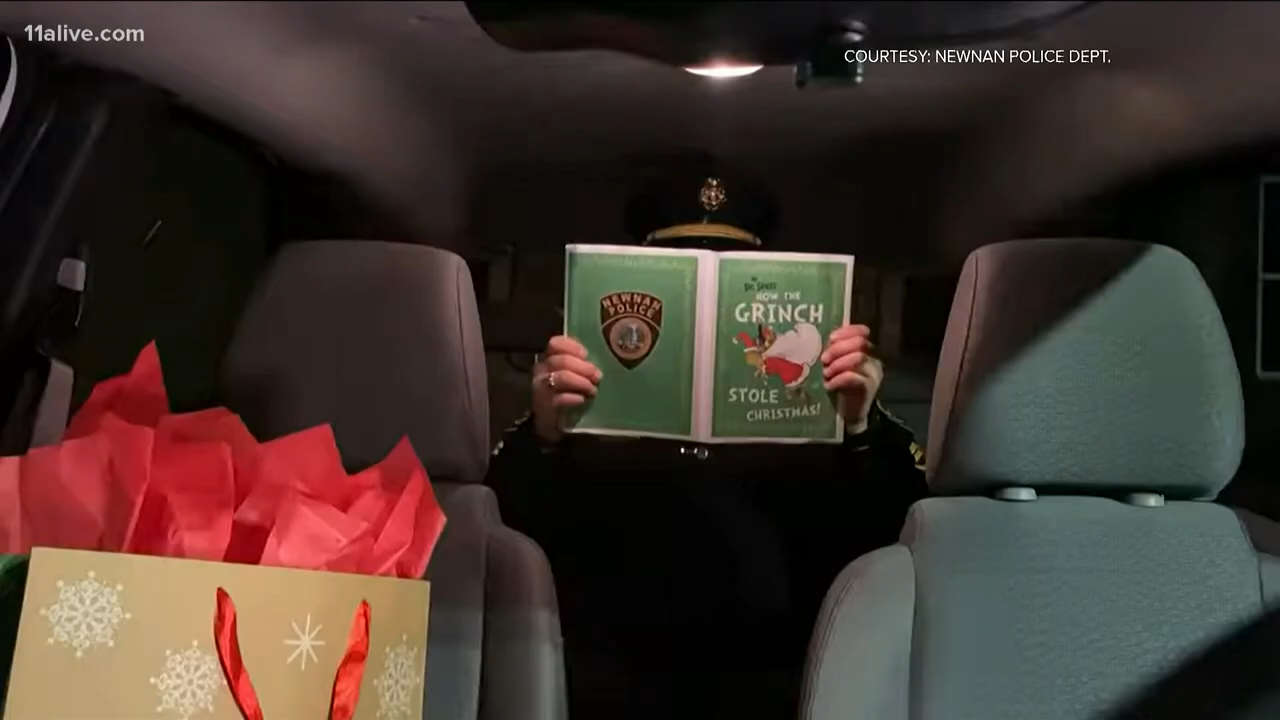 11alive.com
COURTESY: NEWNAN POLICE DEPT.
NEWNAN
POLICE
Dr. Seuss
HOW THE
GRINCH
STOLE
CHRISTMAS!